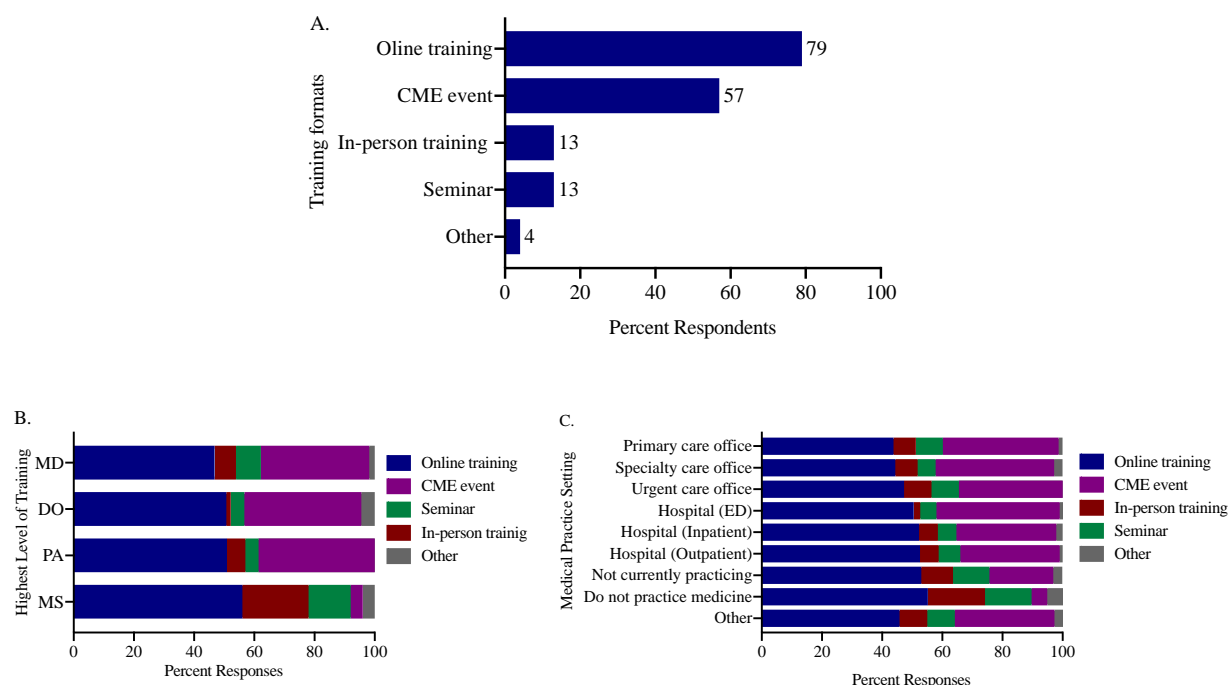 A.
Training formats
Oline training
79
CME event
57
In-person training
13
Seminar
13
Other
4
0 20 40 60 80 100
Percent Respondents
B.
Highest Level of Training
MD
DO
PA
MS
0 20 40 60 80 100
Percent Responses
Online training
CME event
Seminar
In-person trainig
Other
C.
Medical Practice Setting
Primary care office
Specialty care office
Urgent care office
Hospital (ED)
Hospital (Inpatient)
Hospital (Outpatient)
Not currently practicing
Do not practice medicine
Other
0 20 40 60 80 100
Percent Responses
Online training
CME event
In-person training
Seminar
Other